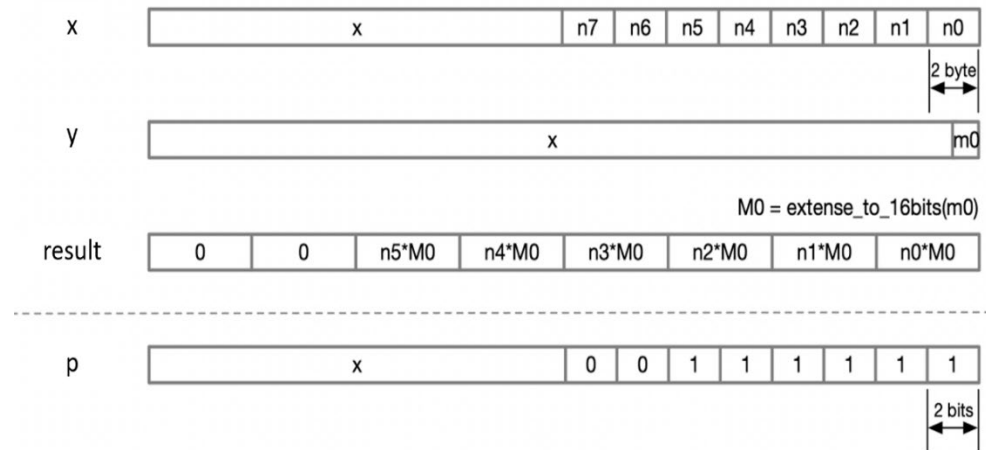 x x n7 n6 n5 n4 n3 n2 n1 n0
2 byte
y x m0
M0 = extense_to_16bits(m0)
result 0 0 n5*M0 n4*M0 n3*M0 n2*M0 n1*M0 n0*M0
p x 0 0 1 1 1 1 1 1
2 bits